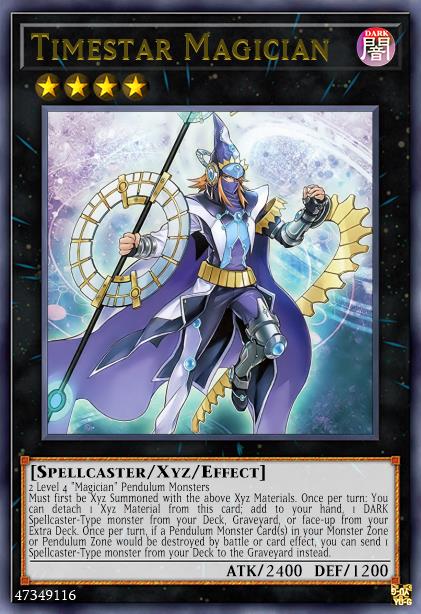 TIMESTAR MAGICIAN
DARK
闇
[SPELLCASTER/XYZ/EFFECT]
2 Level 4 "Magician" Pendulum Monsters
Must first be Xyz Summoned with the above Xyz Materials. Once per turn: You
can detach 1 Xyz Material from this card; add to your hand, 1 DARK
Spellcaster-Type monster from your Deck, Graveyard, or face-up from your
Extra Deck. Once per turn, if a Pendulum Monster Card(s) in your Monster Zone
or Pendulum Zone would be destroyed by battle or card effect, you can send 1
Spellcaster-Type monster from your Deck to the Graveyard instead.
ATK/2400 DEF/1200
47349116